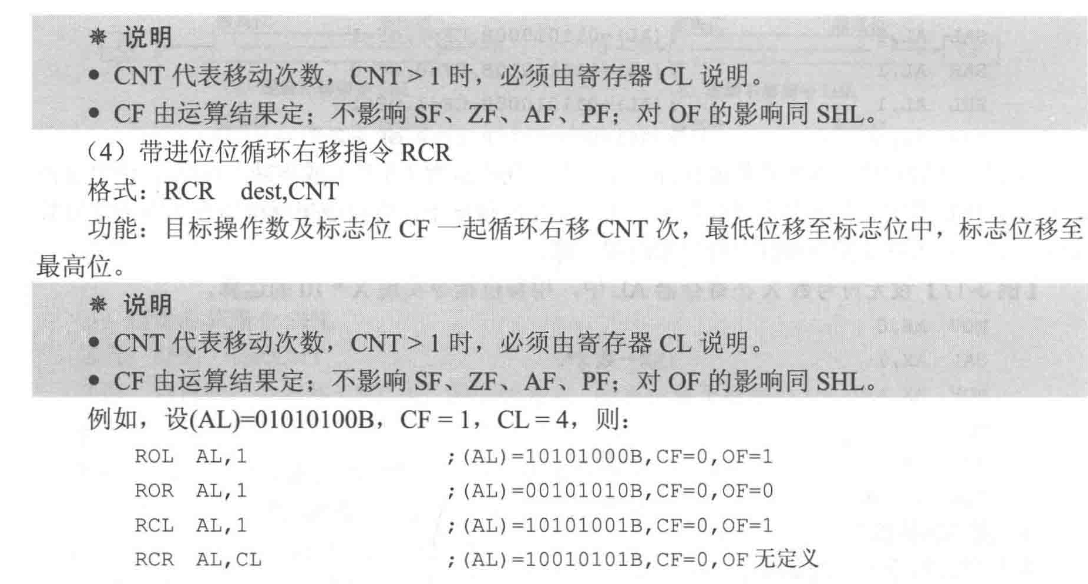 ＊ 说明
● CNT 代表移动次数，CNT > 1 时，必须由寄存器 CL 说明。
● CF 由运算结果定；不影响 SF、ZF、AF、PF；对 OF 的影响同 SHL。
（4）带进位位循环右移指令 RCR
格式：RCR dest,CNT
功能：目标操作数及标志位 CF 一起循环右移 CNT 次，最低位移至标志位中，标志位移至
最高位。
＊ 说明
● CNT 代表移动次数，CNT > 1 时，必须由寄存器 CL 说明。
● CF 由运算结果定；不影响 SF、ZF、AF、PF；对 OF 的影响同 SHL。
例如，设(AL)=01010100B，CF = 1，CL = 4，则：
ROL AL,1 ;(AL)=10101000B,CF=0,OF=1
ROR AL,1 ;(AL)=00101010B,CF=0,OF=0
RCL AL,1 ;(AL)=10101001B,CF=0,OF=1
RCR AL,CL ;(AL)=10010101B,CF=0,OF 无定义